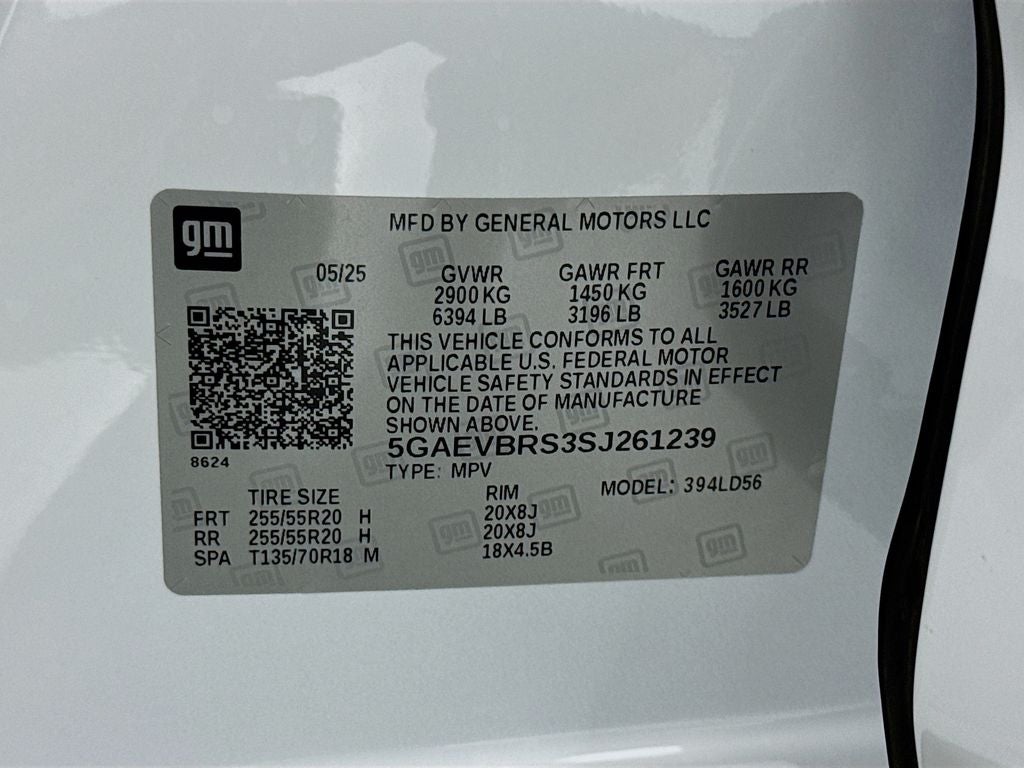 gm
MFD BY GENERAL MOTORS LLC
05/25 GVWR GAWR FRT GAWR RR
2900 KG 1450 KG 1600 KG
6394 LB 3196 LB 3527 LB
THIS VEHICLE CONFORMS TO ALL
APPLICABLE U.S. FEDERAL MOTOR
VEHICLE SAFETY STANDARDS IN EFFECT
ON THE DATE OF MANUFACTURE
SHOWN ABOVE.
5GAEVBRS3SJ261239
8624
TYPE: MPV
MODEL: 394LD56
TIRE SIZE RIM
FRT 255/55R20 H 20X8J
RR 255/55R20 H 20X8J
SPA T135/70R18 M 18X4.5B